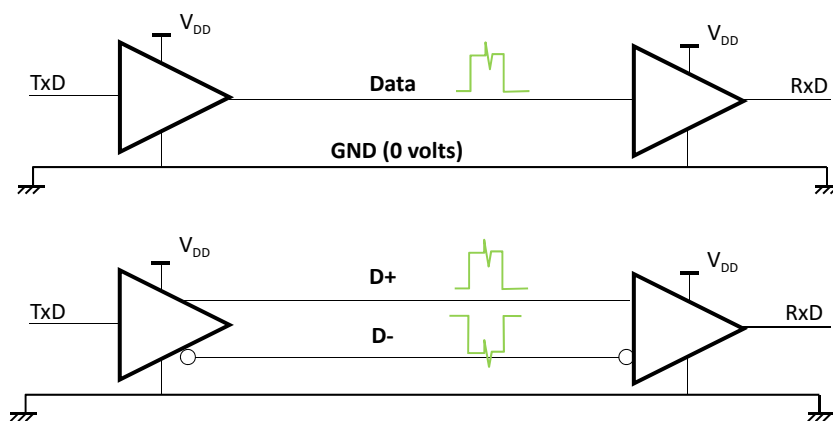 VDD
VDD
TxD
Data
RxD
GND (0 volts)
VDD
VDD
D+
TxD
RxD
D-